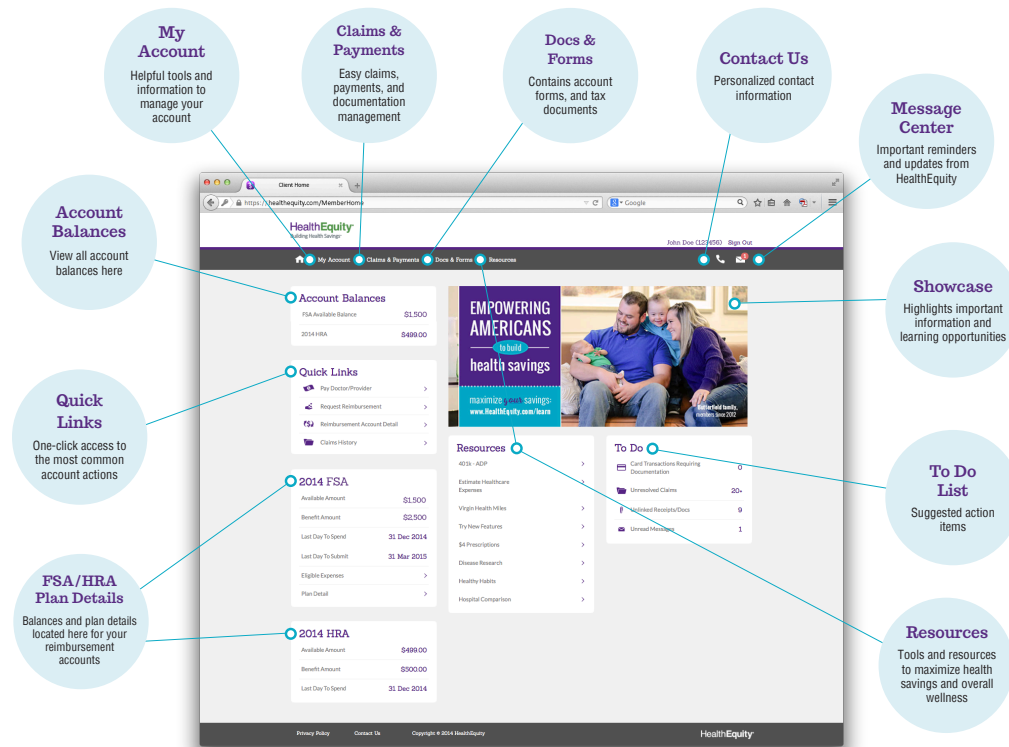 My
Account
Helpful tools and
information to
manage your
account
Claims &
Payments
Easy claims,
payments, and
documentation
management
Docs &
Forms
Contains account
forms, and tax
documents
Contact Us
Personalized contact
information
Message
Center
Important reminders
and updates from
HealthEquity
Account
Balances
View all account
balances here
Quick
Links
One-click access to
the most common
account actions
FSA/HRA
Plan Details
Balances and plan details
located here for your
reimbursement
accounts
Showcase
Highlights important
information and
learning opportunities
To Do
List
Suggested action
items
Resources
Tools and resources
to maximize health
savings and overall
wellness
Client Home
https://healthequity.com/MemberHome
Google
HealthEquity
Building Health Savings
John Doe (123456) Sign Out
My Account
Claims & Payments
Docs & Forms
Resources
Account Balances
FSA Available Balance $1,500
2014 HRA $499.00
Quick Links
Pay Doctor/Provider
Request Reimbursement
Reimbursement Account Detail
Claims History
2014 FSA
Available Amount $1,500
Benefit Amount $2,500
Last Day To Spend 31 Dec 2014
Last Day To Submit 31 Mar 2015
Eligible Expenses
Plan Detail
2014 HRA
Available Amount $499.00
Benefit Amount $500.00
Last Day To Spend 31 Dec 2014
EMPOWERING
AMERICANS
to build
health savings
maximize your savings:
www.HealthEquity.com/learn
Butterfield family,
members since 2012
Resources
401k - ADP
Estimate Healthcare
Expenses
Virgin Health Miles
Try New Features
$4 Prescriptions
Disease Research
Healthy Habits
Hospital Comparison
To Do
Card Transactions Requiring
Documentation 0
Unresolved Claims 20+
Unlinked Receipts/Docs 9
Unread Messages 1
Privacy Policy Contact Us Copyright © 2014 HealthEquity
HealthEquity